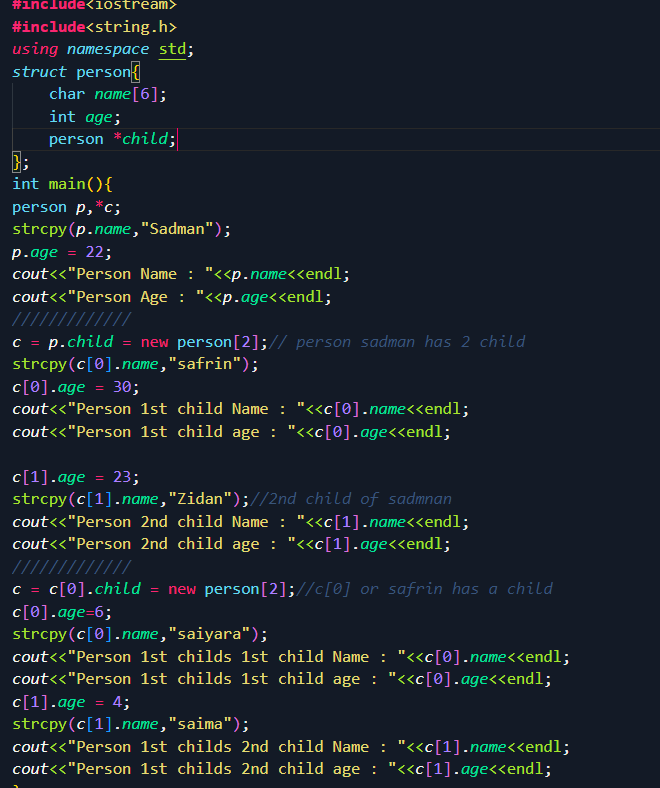 #include<iostream>
#include<string.h>
using namespace std;
struct person{
    char name[6];
    int age;
    person *child;
};
int main(){
person p,*c;
strcpy(p.name,"Sadman");
p.age = 22;
cout<<"Person Name : "<<p.name<<endl;
cout<<"Person Age : "<<p.age<<endl;
/////////////
c = p.child = new person[2];// person sadman has 2 child
strcpy(c[0].name,"safrin");
c[0].age = 30;
cout<<"Person 1st child Name : "<<c[0].name<<endl;
cout<<"Person 1st child age : "<<c[0].age<<endl;

c[1].age = 23;
strcpy(c[1].name,"Zidan");//2nd child of sadmnan
cout<<"Person 2nd child Name : "<<c[1].name<<endl;
cout<<"Person 2nd child age : "<<c[1].age<<endl;
/////////////
c = c[0].child = new person[2];//c[0] or safrin has a child
c[0].age=6;
strcpy(c[0].name,"saiyara");
cout<<"Person 1st childs 1st child Name : "<<c[0].name<<endl;
cout<<"Person 1st childs 1st child age : "<<c[0].age<<endl;
c[1].age = 4;
strcpy(c[1].name,"saima");
cout<<"Person 1st childs 2nd child Name : "<<c[1].name<<endl;
cout<<"Person 1st childs 2nd child age : "<<c[1].age<<endl;